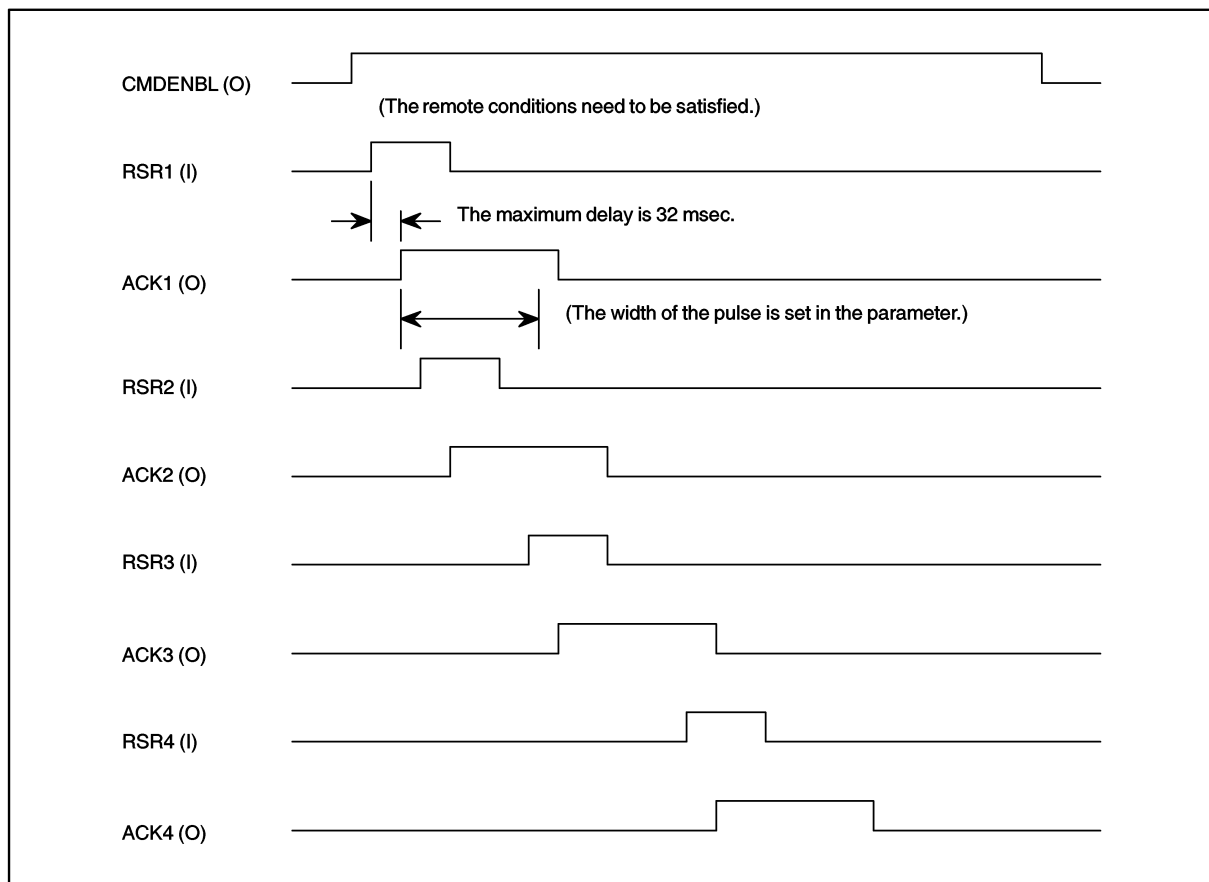 CMDENBL (O)
(The remote conditions need to be satisfied.)
RSR1 (I)
The maximum delay is 32 msec.
ACK1 (O)
(The width of the pulse is set in the parameter.)
RSR2 (I)
ACK2 (O)
RSR3 (I)
ACK3 (O)
RSR4 (I)
ACK4 (O)